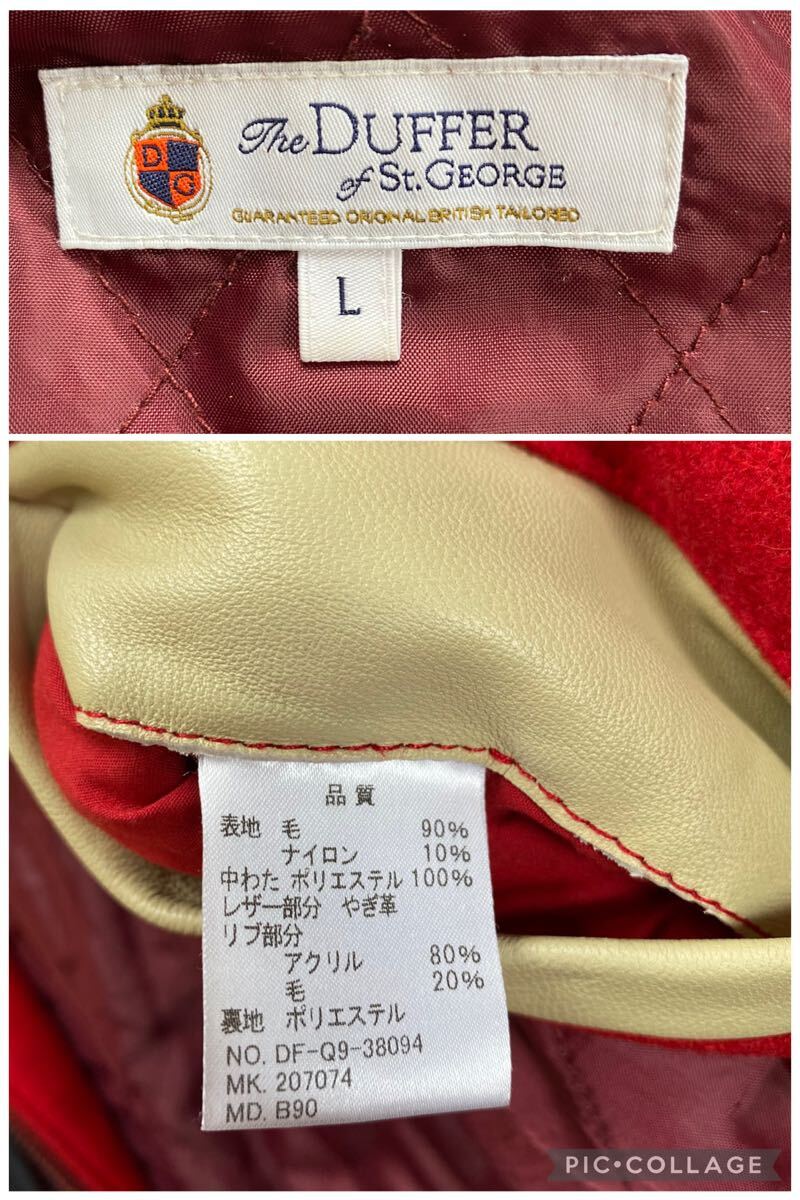 The DUFFER
of St. GEORGE
GUARANTEED ORIGINAL BRITISH TAILORED
D
G
L
品質
表地 毛 90%
ナイロン 10%
中わた ポリエステル 100%
レザー部分 やぎ革
リブ部分
アクリル 80%
毛 20%
裏地 ポリエステル
NO. DF-Q9-38094
MK. 207074
MD. B90
PIC•COLLAGE